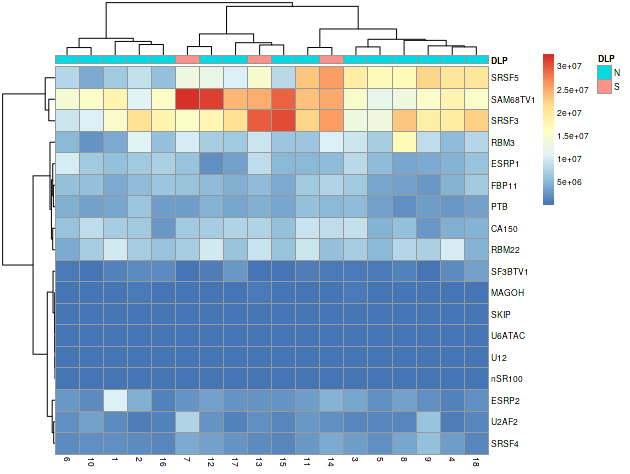 DLP
SRSF5
SAM68TV1
SRSF3
RBM3
ESRP1
FBP11
PTB
CA150
RBM22
SF3BTV1
MAGOH
SKIP
U6ATAC
U12
nSR100
ESRP2
U2AF2
SRSF4
6 10 1 2 16 7 12 17 13 15 11 14 3 5 8 9 4 18
3e+07
2.5e+07
2e+07
1.5e+07
1e+07
5e+06
DLP
N
S